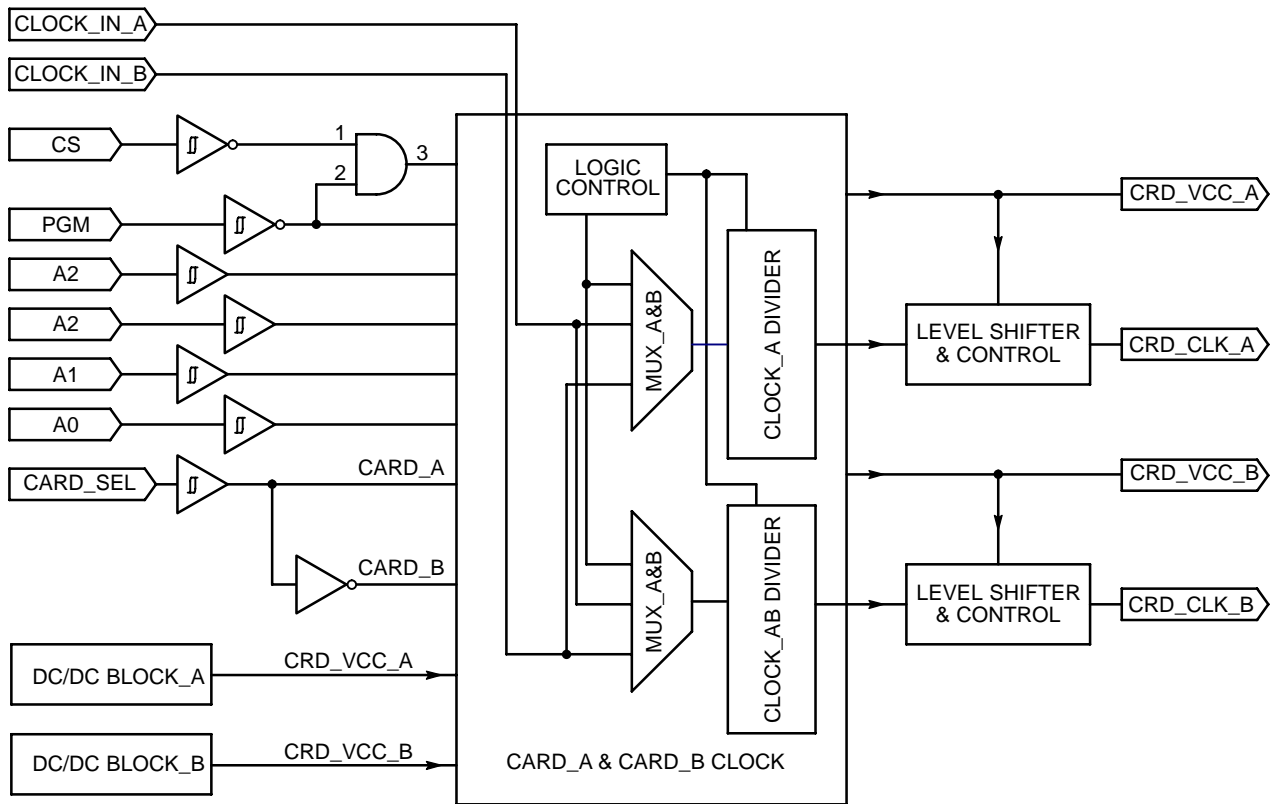 CLOCK_IN_A
CLOCK_IN_B
CS
1
2
3
PGM
A2
A2
A1
A0
CARD_SEL
CARD_A
CARD_B
DC/DC BLOCK_A
CRD_VCC_A
DC/DC BLOCK_B
CRD_VCC_B
LOGIC
CONTROL
MUX_A&B
CLOCK_A DIVIDER
MUX_A&B
CLOCK_AB DIVIDER
CARD_A & CARD_B CLOCK
CRD_VCC_A
LEVEL SHIFTER
& CONTROL
CRD_CLK_A
CRD_VCC_B
LEVEL SHIFTER
& CONTROL
CRD_CLK_B